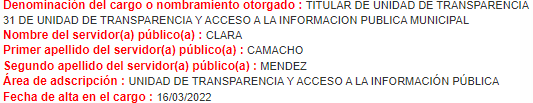 Denominación del cargo o nombramiento otorgado : TITULAR DE UNIDAD DE TRANSPARENCIA
31 DE UNIDAD DE TRANSPARENCIA Y ACCESO A LA INFORMACION PUBLICA MUNICIPAL
Nombre del servidor(a) público(a) : CLARA
Primer apellido del servidor(a) público(a) : CAMACHO
Segundo apellido del servidor(a) público(a) : MENDEZ
Área de adscripción : UNIDAD DE TRANSPARENCIA Y ACCESO A LA INFORMACIÓN PÚBLICA
Fecha de alta en el cargo : 16/03/2022